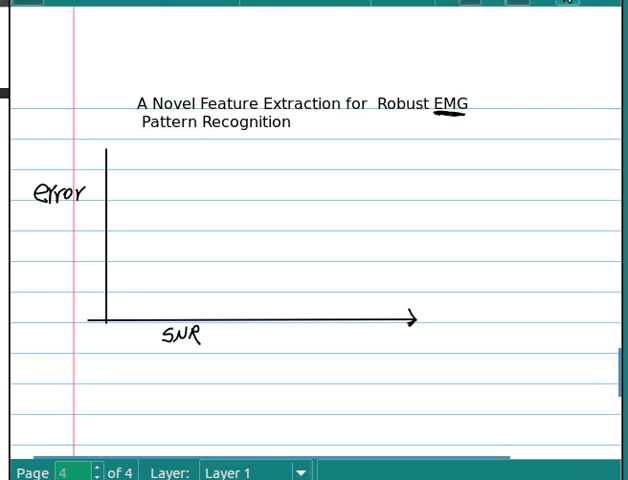 A Novel Feature Extraction for Robust EMG
Pattern Recognition
error
SNR
Page 4 of 4 Layer: Layer 1